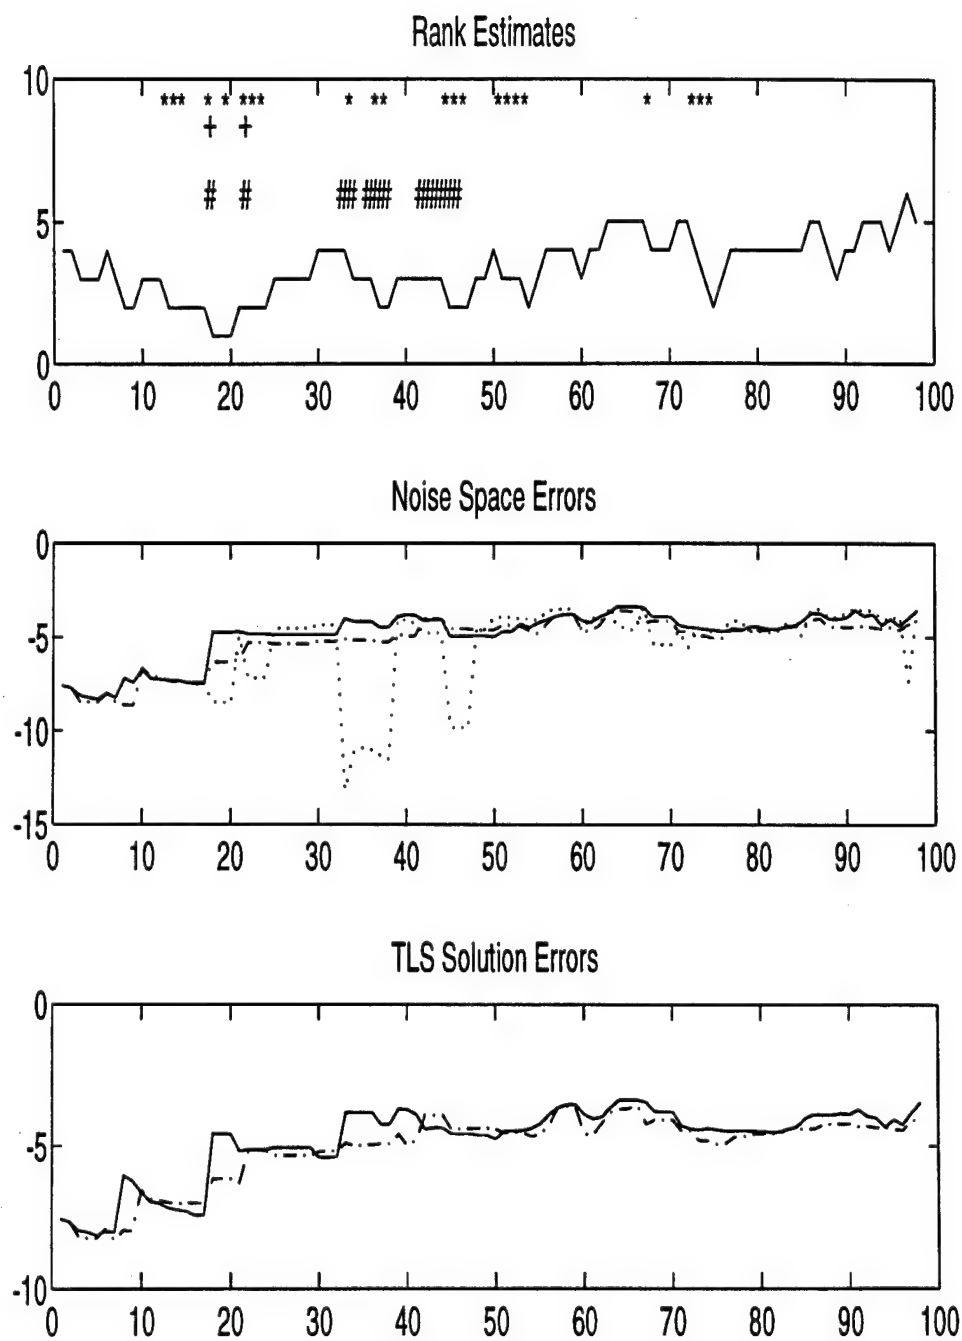 Rank Estimates
10
*** * * *** * ** *** **** * ***
+ +
## ## #### ###### ##########
5
0
0 10 20 30 40 50 60 70 80 90 100
Noise Space Errors
0
-5
-10
-15
0 10 20 30 40 50 60 70 80 90 100
TLS Solution Errors
0
-5
-10
0 10 20 30 40 50 60 70 80 90 100